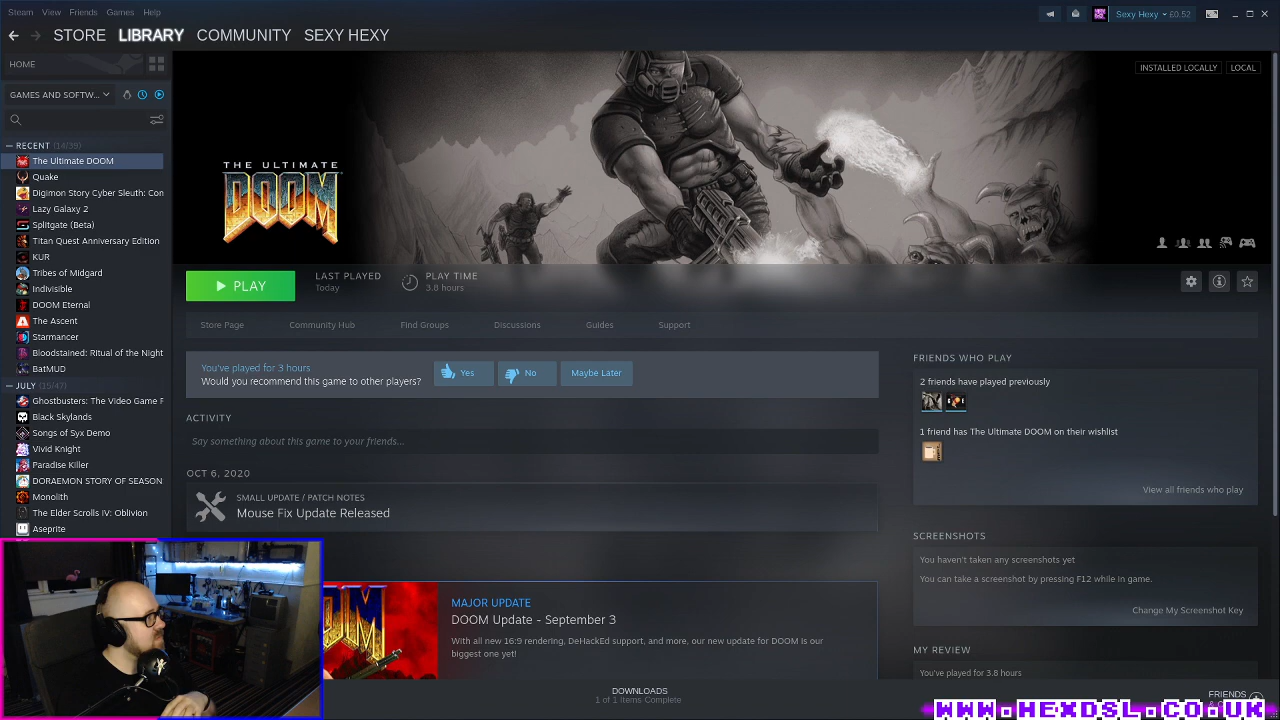 Steam View Friends Games Help
Sexy Hexy £0.52
STORE LIBRARY COMMUNITY SEXY HEXY
HOME
GAMES AND SOFTW...
RECENT (14/39)
The Ultimate DOOM
Quake
Digimon Story Cyber Sleuth: Con
Lazy Galaxy 2
Splitgate (Beta)
Titan Quest Anniversary Edition
KUR
Tribes of Midgard
Indivisible
DOOM Eternal
The Ascent
Starmancer
Bloodstained: Ritual of the Night
BatMUD
JULY (15/47)
Ghostbusters: The Video Game F
Black Skylands
Songs of Syx Demo
Vivid Knight
Paradise Killer
DORAEMON STORY OF SEASON
Monolith
The Elder Scrolls IV: Oblivion
Aseprite
INSTALLED LOCALLY LOCAL
THE ULTIMATE
DOOM
PLAY
LAST PLAYED
Today
PLAY TIME
3.8 hours
Store Page Community Hub Find Groups Discussions Guides Support
You've played for 3 hours
Would you recommend this game to other players?
Yes No Maybe Later
ACTIVITY
Say something about this game to your friends...
OCT 6, 2020
SMALL UPDATE / PATCH NOTES
Mouse Fix Update Released
MAJOR UPDATE
DOOM Update - September 3
With all new 16:9 rendering, DeHackEd support, and more, our new update for DOOM is our
biggest one yet!
FRIENDS WHO PLAY
2 friends have played previously
1 friend has The Ultimate DOOM on their wishlist
View all friends who play
SCREENSHOTS
You haven't taken any screenshots yet
You can take a screenshot by pressing F12 while in game.
Change My Screenshot Key
MY REVIEW
You've played for 3.8 hours
DOWNLOADS
1 of 1 Items Complete
FRIENDS
WWW.HEXDSL.CO.UK